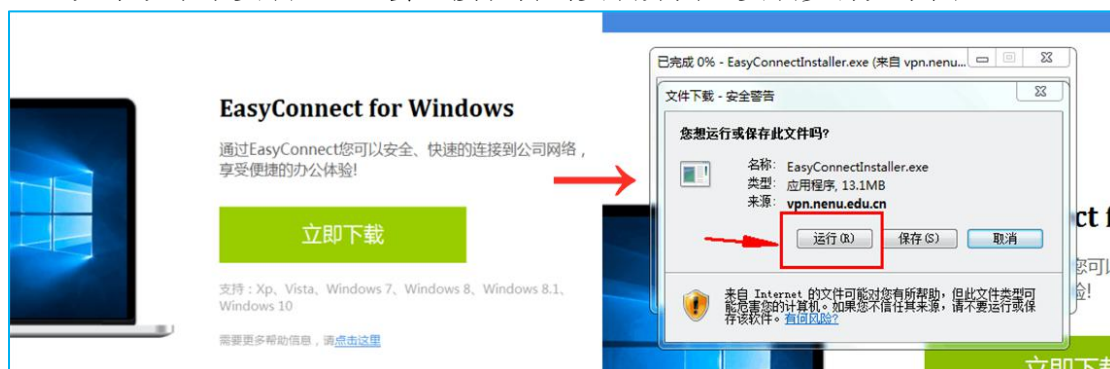 EasyConnect for Windows
通过EasyConnect您可以安全、快速的连接到公司网络，
享受便捷的办公体验!
立即下载
支持：Xp、Vista、Windows 7、Windows 8、Windows 8.1、
Windows 10
需要更多帮助信息，请点击这里
已完成 0% - EasyConnectInstaller.exe (来自 vpn.nenu...
文件下载 - 安全警告
您想运行或保存此文件吗?
名称: EasyConnectInstaller.exe
类型: 应用程序, 13.1MB
来源: vpn.nenu.edu.cn
运行(R) 保存(S) 取消
来自 Internet 的文件可能对您有所帮助，但此文件类型可
能危害您的计算机。如果您不信任其来源，请不要运行或保
存该软件。有何风险?
ct f
您可以
验!
立即下载